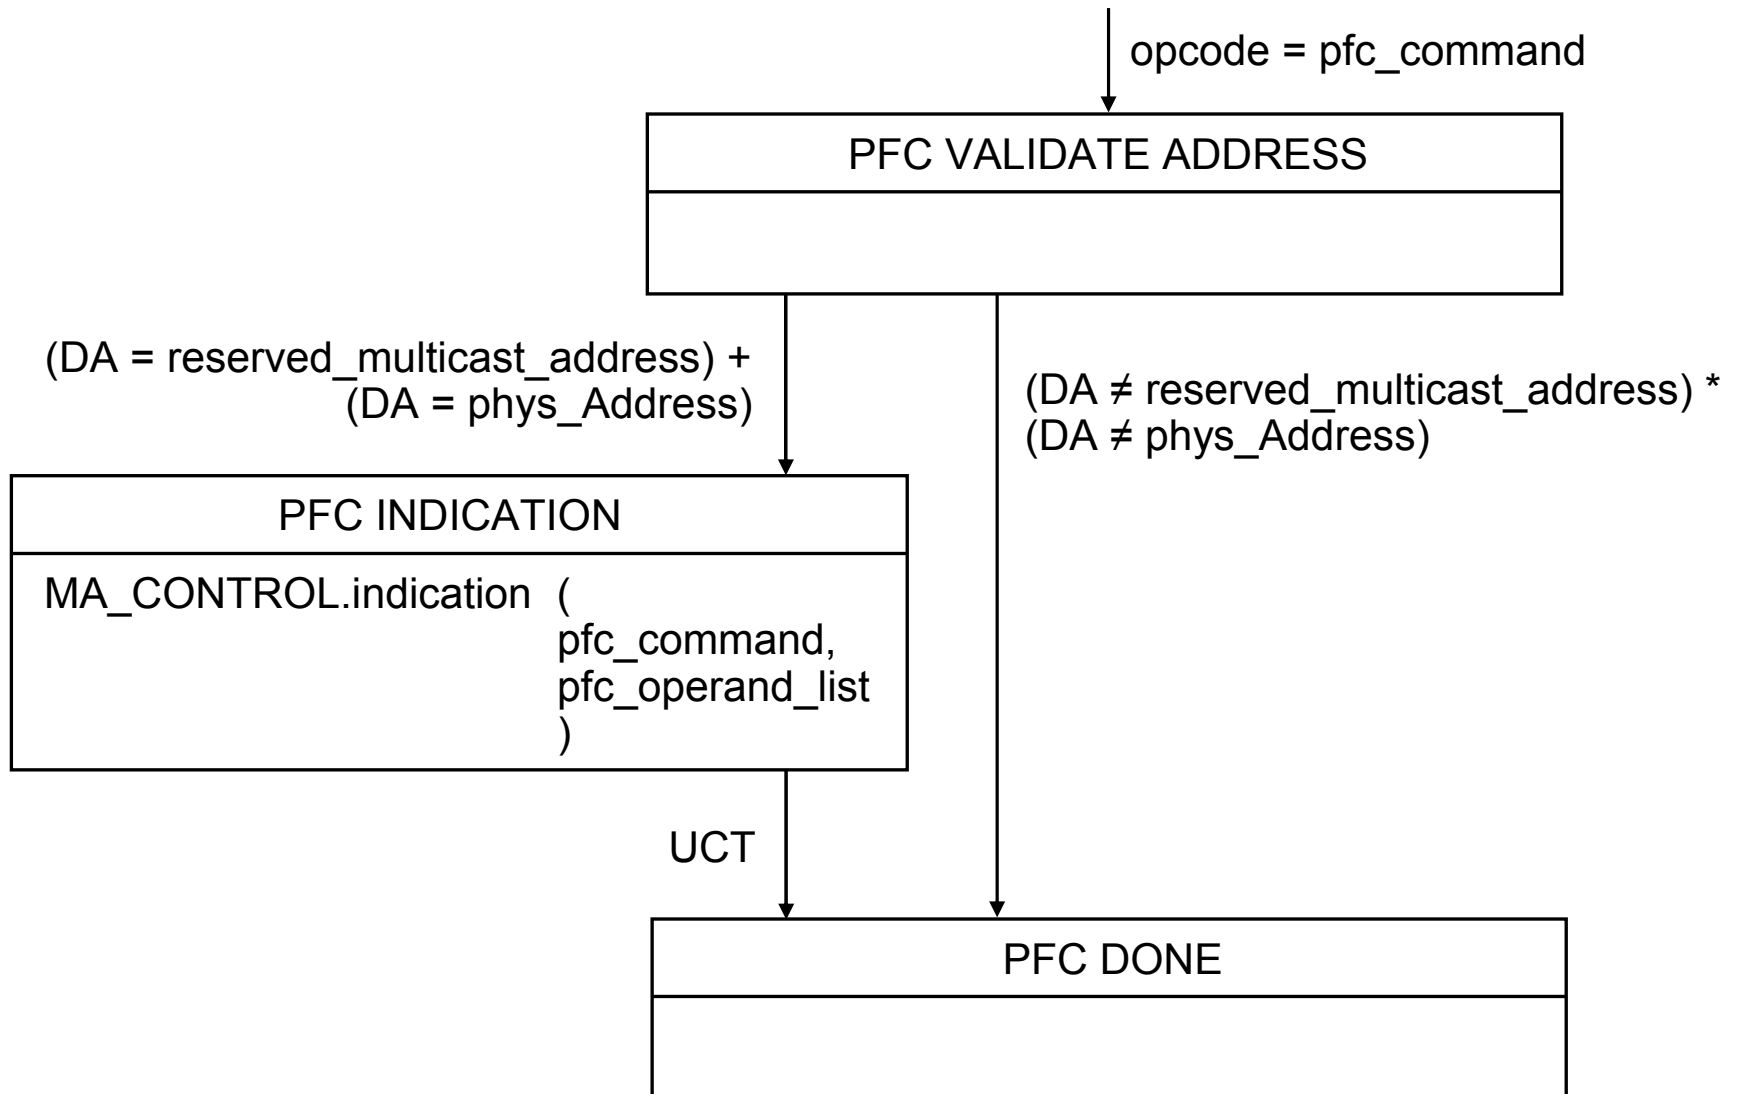 opcode = pfc_command
PFC VALIDATE ADDRESS
(DA = reserved_multicast_address) +
(DA = phys_Address)
(DA ≠ reserved_multicast_address) *
(DA ≠ phys_Address)
PFC INDICATION
MA_CONTROL.indication (
pfc_command,
pfc_operand_list
)
UCT
PFC DONE